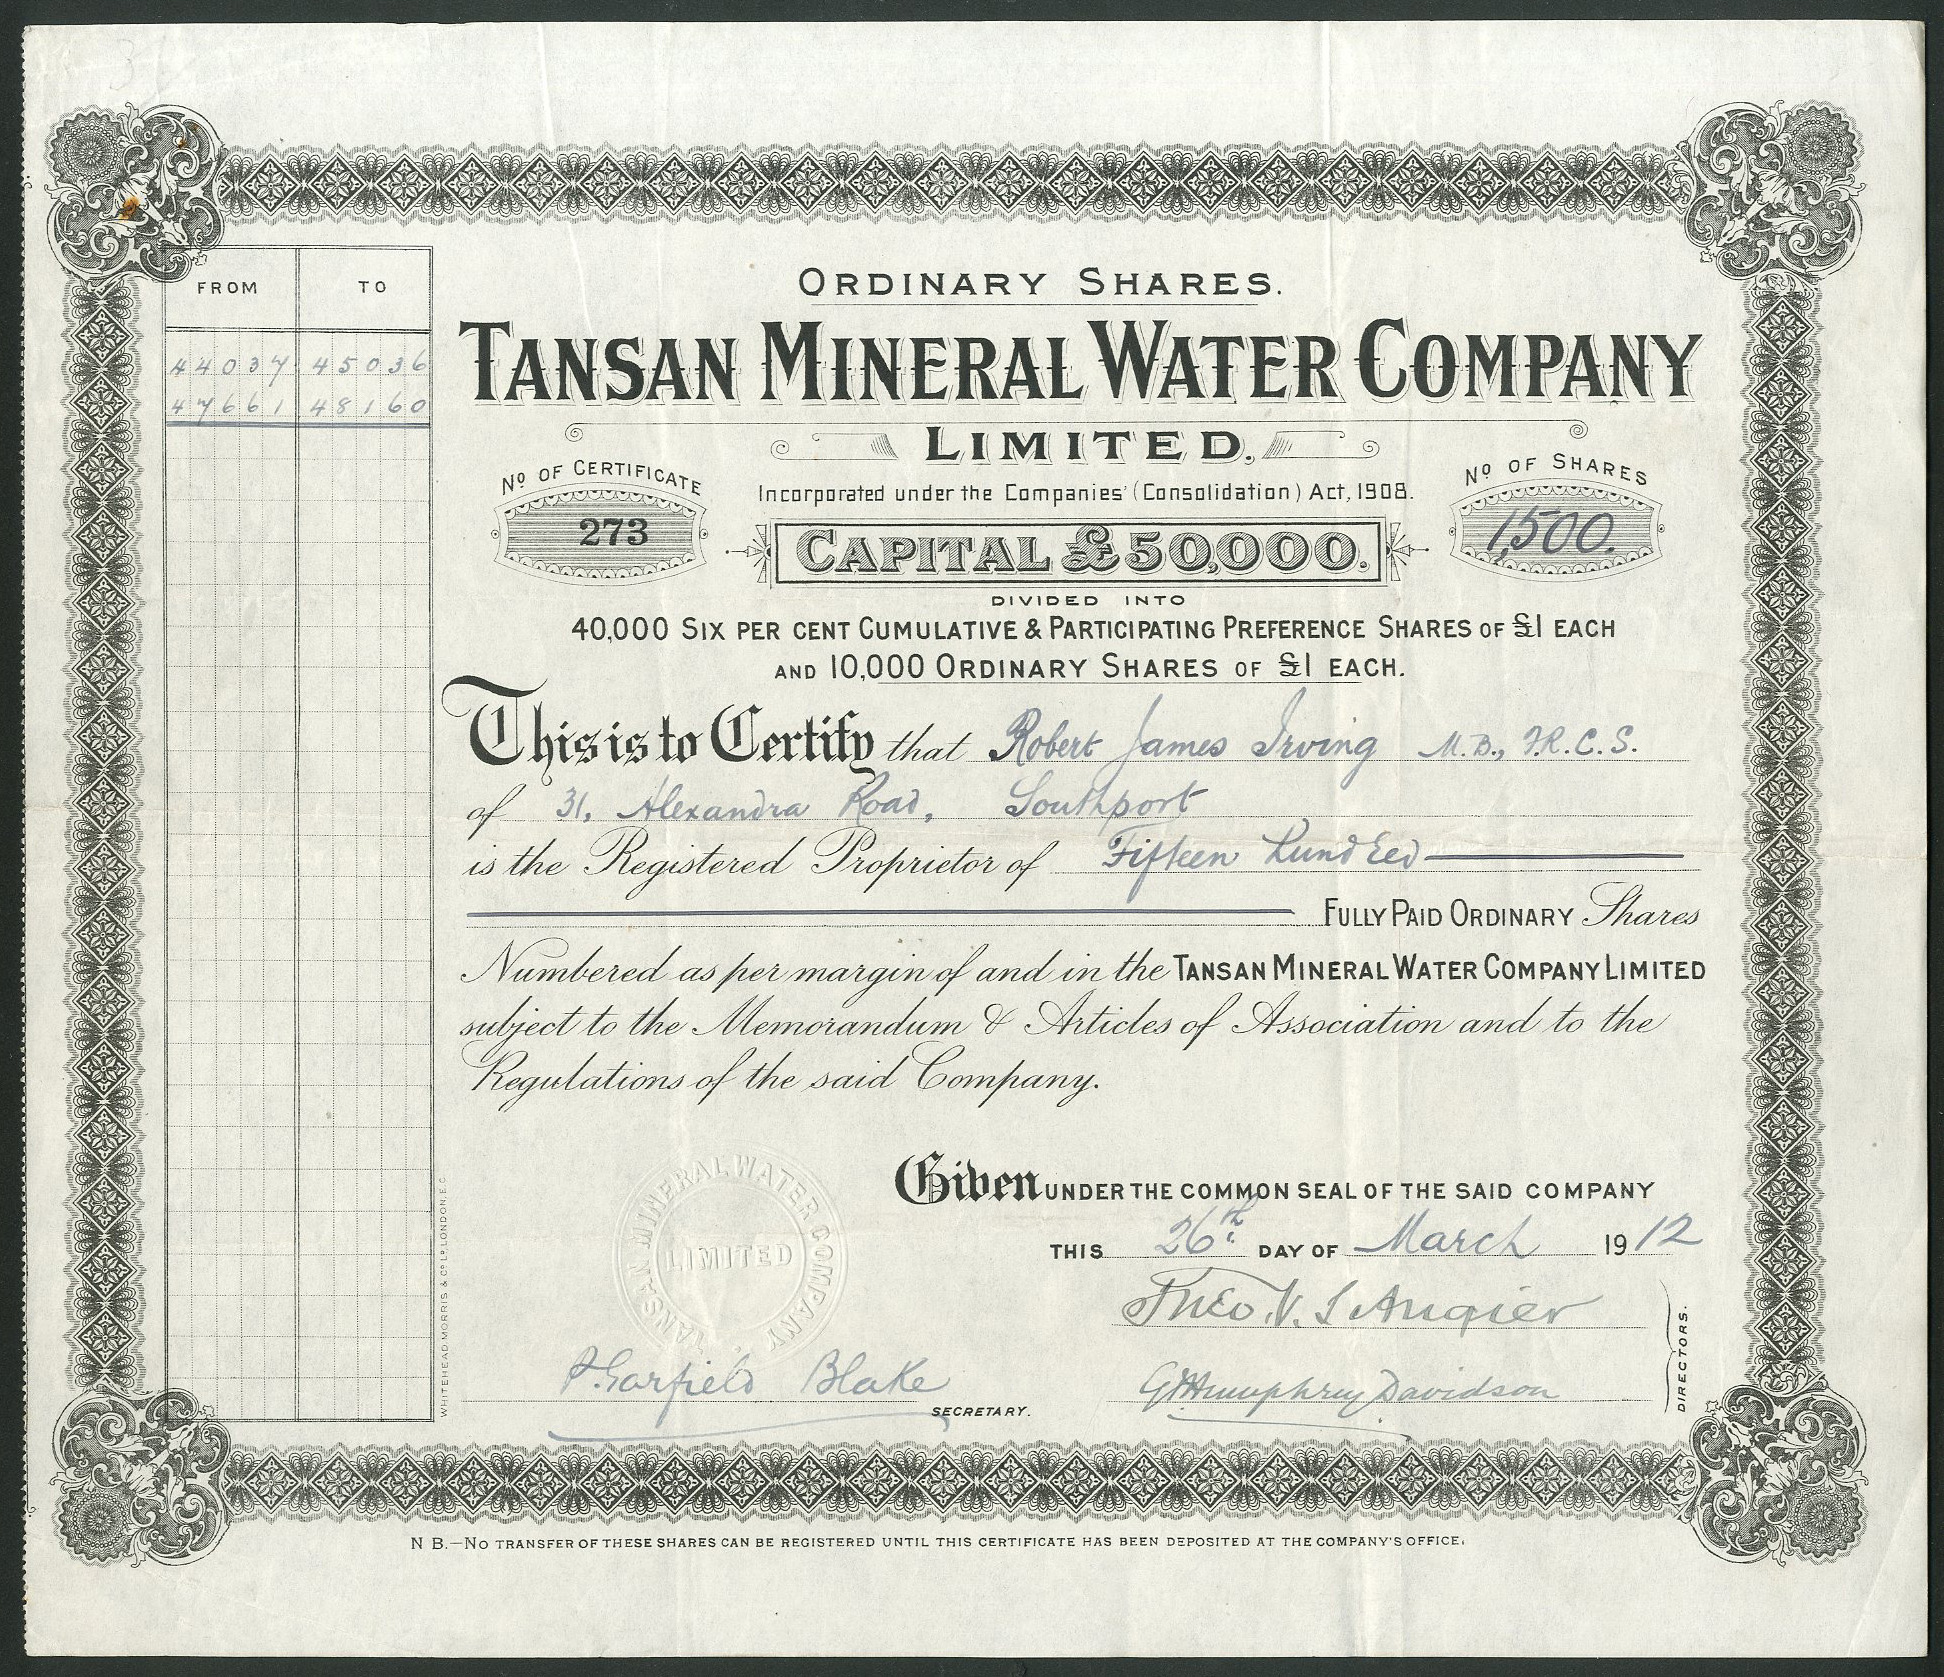 FROM TO
44037 45036
47661 48160
ORDINARY SHARES.
TANSAN MINERAL WATER COMPANY
LIMITED.
Nº OF CERTIFICATE
273
Incorporated under the Companies' (Consolidation) Act, 1908.
Nº OF SHARES
1,500.
CAPITAL £50,000.
DIVIDED INTO
40,000 SIX PER CENT CUMULATIVE & PARTICIPATING PREFERENCE SHARES OF £1 EACH
AND 10,000 ORDINARY SHARES OF £1 EACH.
This is to Certify that Robert James Irving M.B., F.R.C.S.
of 31, Alexandra Road, Southport
is the Registered Proprietor of Fifteen hundred
FULLY PAID ORDINARY Shares
Numbered as per margin of and in the TANSAN MINERAL WATER COMPANY LIMITED
subject to the Memorandum & Articles of Association and to the
Regulations of the said Company.
Given UNDER THE COMMON SEAL OF THE SAID COMPANY
THIS 26th DAY OF March 1912
TANSAN MINERAL WATER COMPANY
LIMITED
Theo. V. S. Angier
P. Garfield Blake
SECRETARY.
G. Humphrey Davidson
DIRECTORS.
WHITEHEAD MORRIS & Cº Lº LONDON, E.C.
N B.—NO TRANSFER OF THESE SHARES CAN BE REGISTERED UNTIL THIS CERTIFICATE HAS BEEN DEPOSITED AT THE COMPANY'S OFFICE.